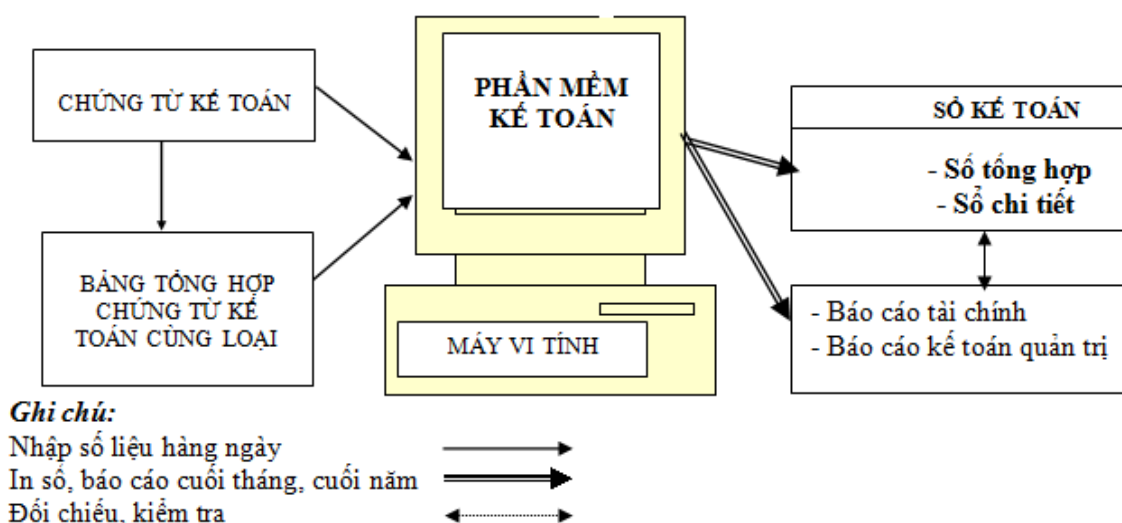 CHỨNG TỪ KẾ TOÁN
BẢNG TỔNG HỢP
CHỨNG TỪ KẾ
TOÁN CÙNG LOẠI
PHẦN MỀM
KẾ TOÁN
MÁY VI TÍNH
SỔ KẾ TOÁN
- Sổ tổng hợp
- Sổ chi tiết
- Báo cáo tài chính
- Báo cáo kế toán quản trị
Ghi chú:
Nhập số liệu hàng ngày
In sổ, báo cáo cuối tháng, cuối năm
Đối chiếu, kiểm tra